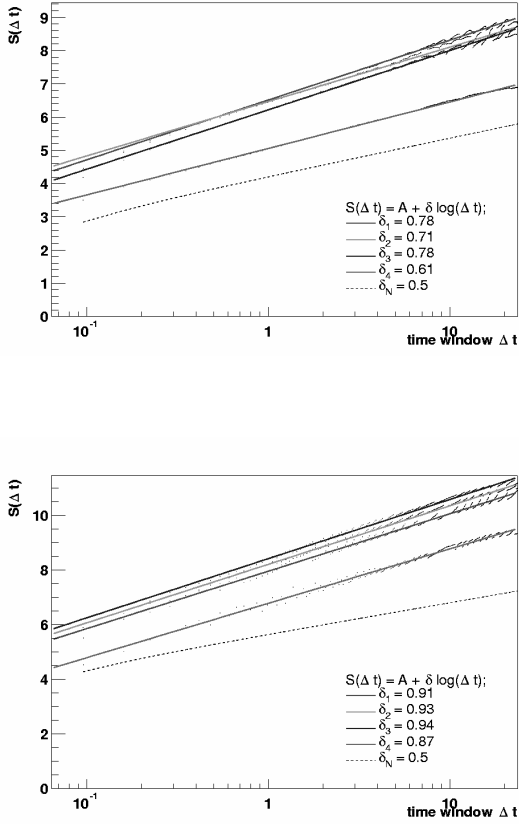 S(Δ t)
9
8
7
6
5
4
3
2
1
0
S(Δ t) = A + δ log(Δ t);
δ1 = 0.78
δ2 = 0.71
δ3 = 0.78
δ4 = 0.61
δN = 0.5
10-1
1
10
time window Δ t
S(Δ t)
10
8
6
4
2
0
S(Δ t) = A + δ log(Δ t);
δ1 = 0.91
δ2 = 0.93
δ3 = 0.94
δ4 = 0.87
δN = 0.5
10-1
1
10
time window Δ t